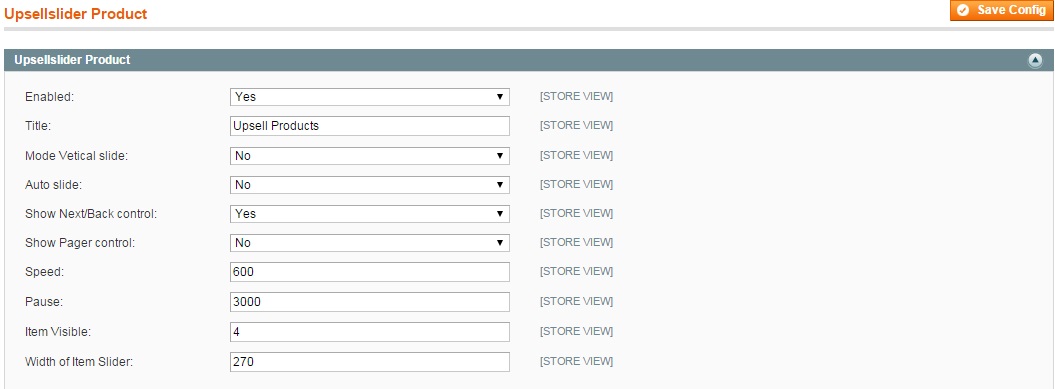 Upsellslider Product
Save Config
Upsellslider Product
Enabled: Yes [STORE VIEW]
Title: Upsell Products [STORE VIEW]
Mode Vetical slide: No [STORE VIEW]
Auto slide: No [STORE VIEW]
Show Next/Back control: Yes [STORE VIEW]
Show Pager control: No [STORE VIEW]
Speed: 600 [STORE VIEW]
Pause: 3000 [STORE VIEW]
Item Visible: 4 [STORE VIEW]
Width of Item Slider: 270 [STORE VIEW]